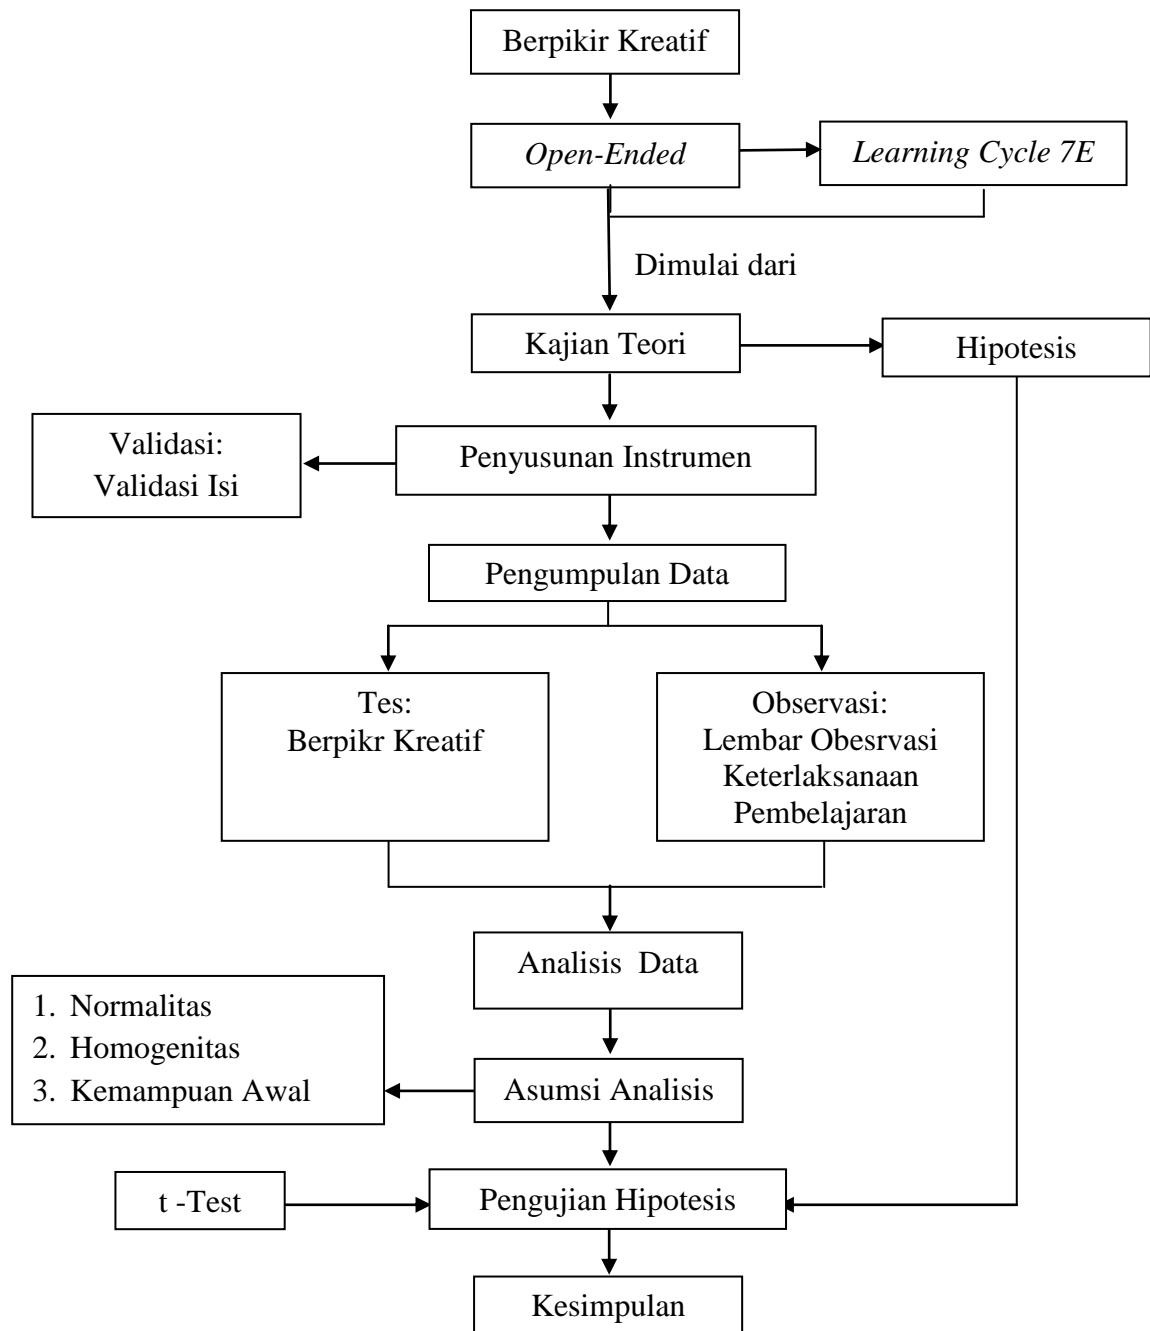 Berpikir Kreatif
Open-Ended
Learning Cycle 7E
Dimulai dari
Kajian Teori
Hipotesis
Validasi:
Validasi Isi
Penyusunan Instrumen
Pengumpulan Data
Tes:
Berpikr Kreatif
Observasi:
Lembar Obesrvasi
Keterlaksanaan
Pembelajaran
Analisis Data
1. Normalitas
2. Homogenitas
3. Kemampuan Awal
Asumsi Analisis
t -Test
Pengujian Hipotesis
Kesimpulan